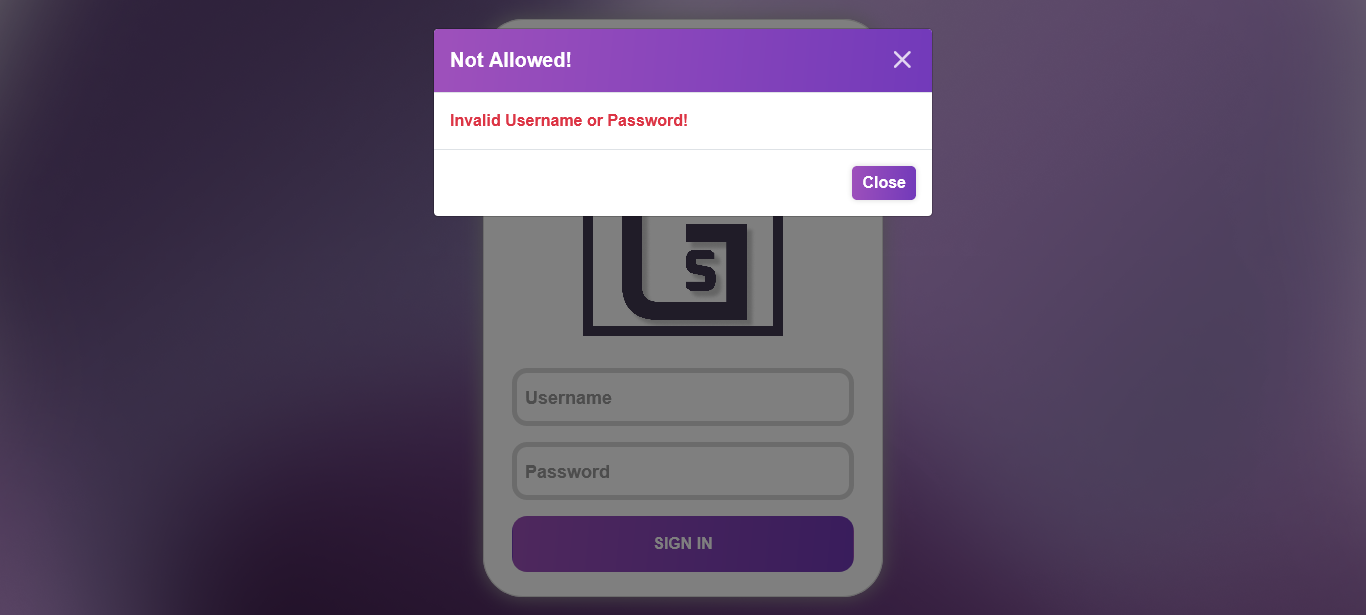 Not Allowed!
Invalid Username or Password!
Close
S
Username
Password
SIGN IN